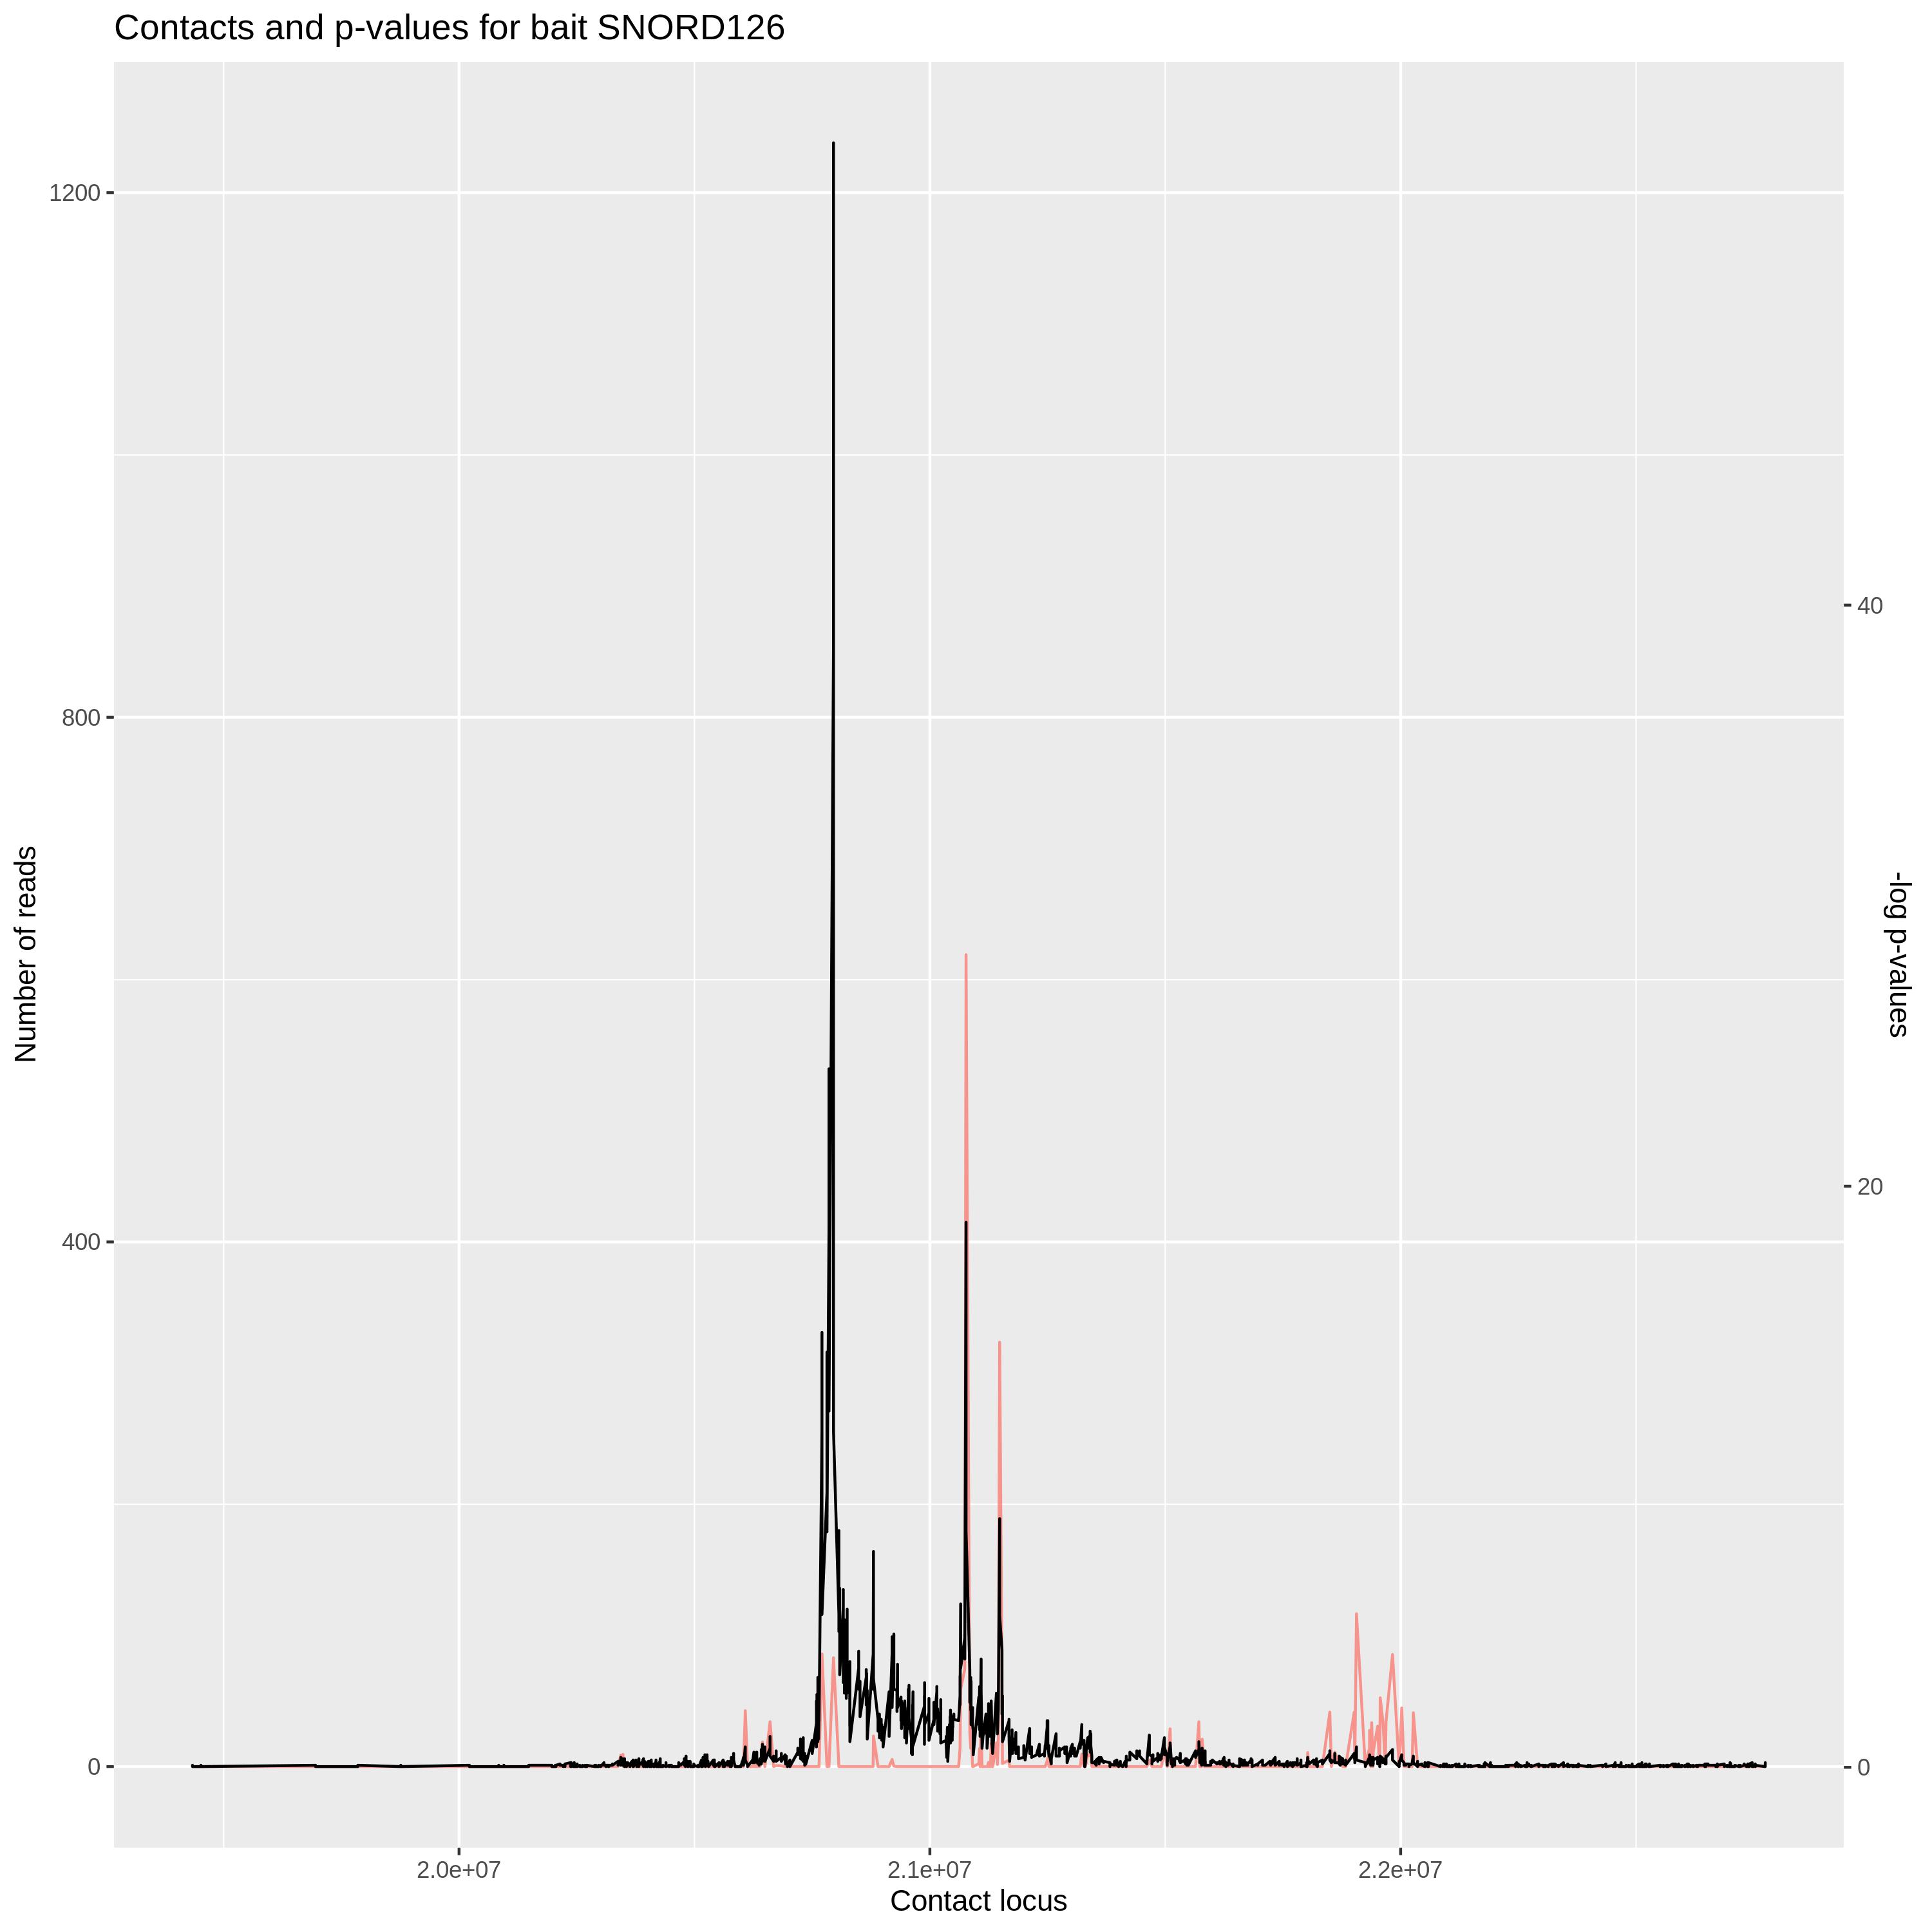 Contacts and p-values for bait SNORD126
1200
800
400
0
Number of reads
40
20
0
-log p-values
2.0e+07
2.1e+07
2.2e+07
Contact locus